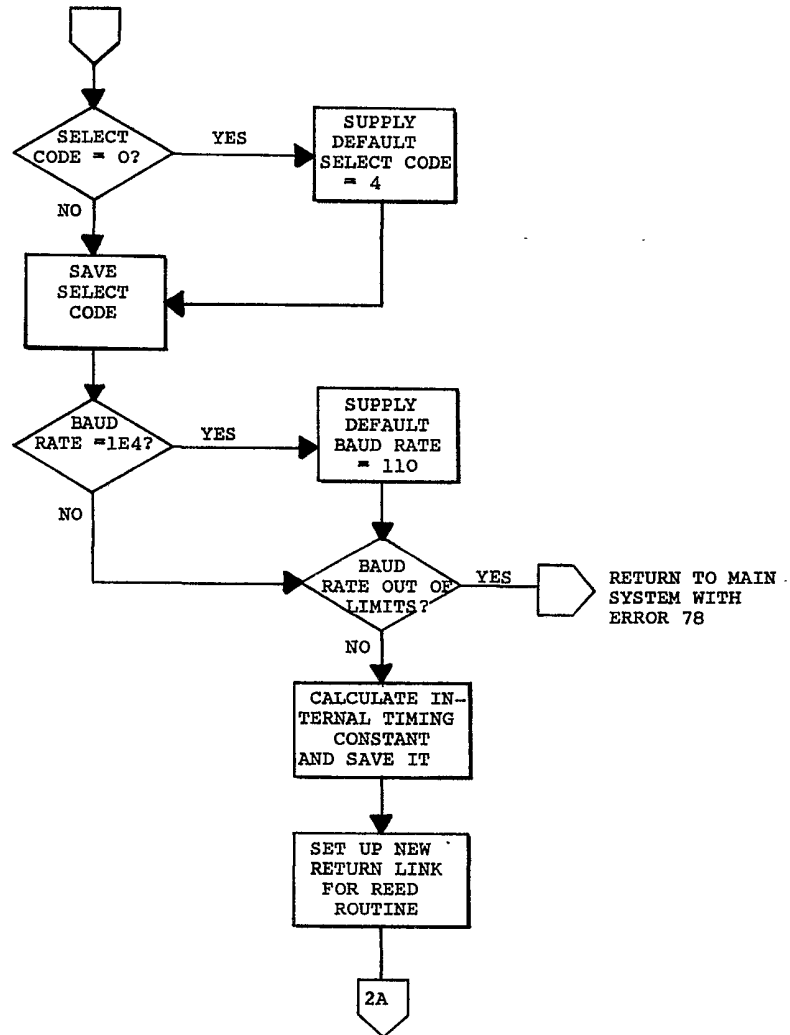 SELECT
CODE = 0?
YES
SUPPLY
DEFAULT
SELECT CODE
= 4
NO
SAVE
SELECT
CODE
BAUD
RATE =1E4?
YES
SUPPLY
DEFAULT
BAUD RATE
= 110
NO
BAUD
RATE OUT OF
LIMITS?
YES
RETURN TO MAIN
SYSTEM WITH
ERROR 78
NO
CALCULATE IN-
TERNAL TIMING
CONSTANT
AND SAVE IT
SET UP NEW
RETURN LINK
FOR REED
ROUTINE
2A